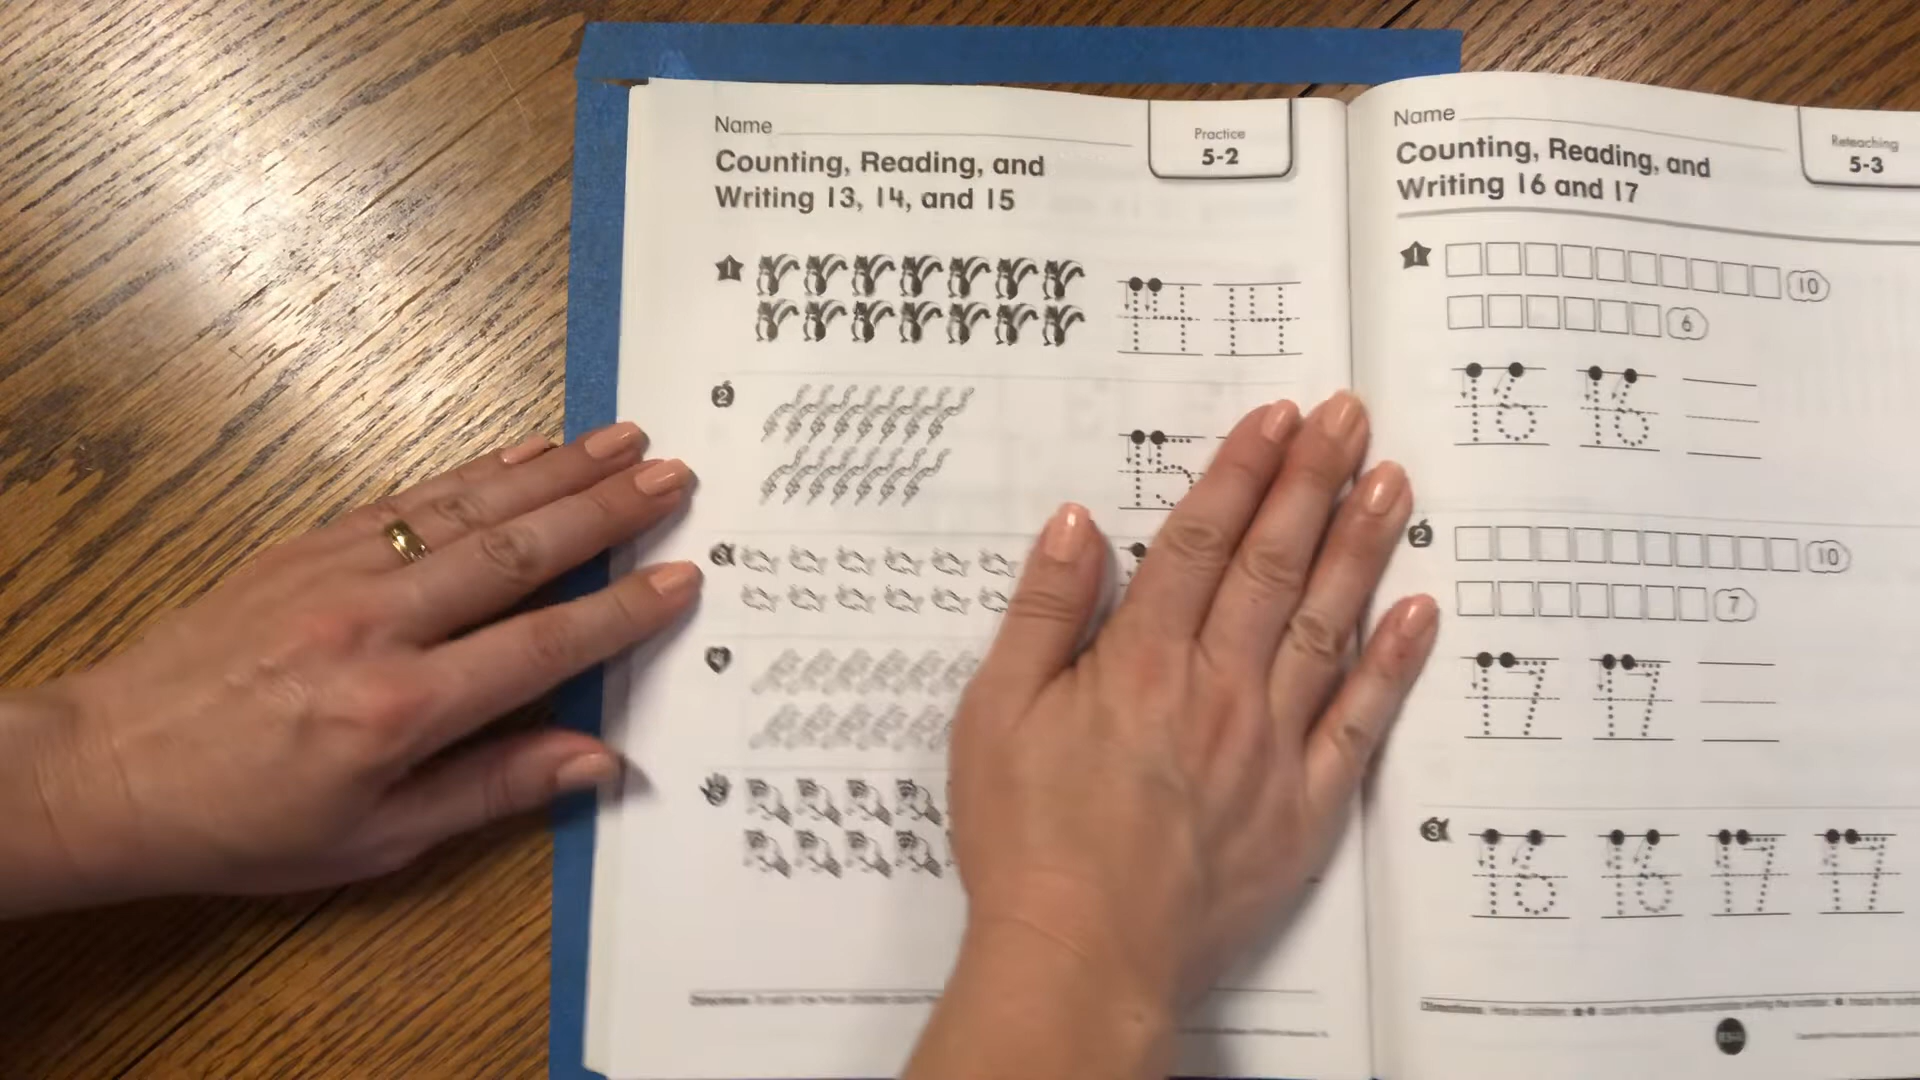 Name
Practice
5-2
Counting, Reading, and
Writing 13, 14, and 15
1
14 14
2
15
3
4
5
Name
Reteaching
5-3
Counting, Reading, and
Writing 16 and 17
1
10
6
16 16
2
10
7
17 17
3
16 16 17 17